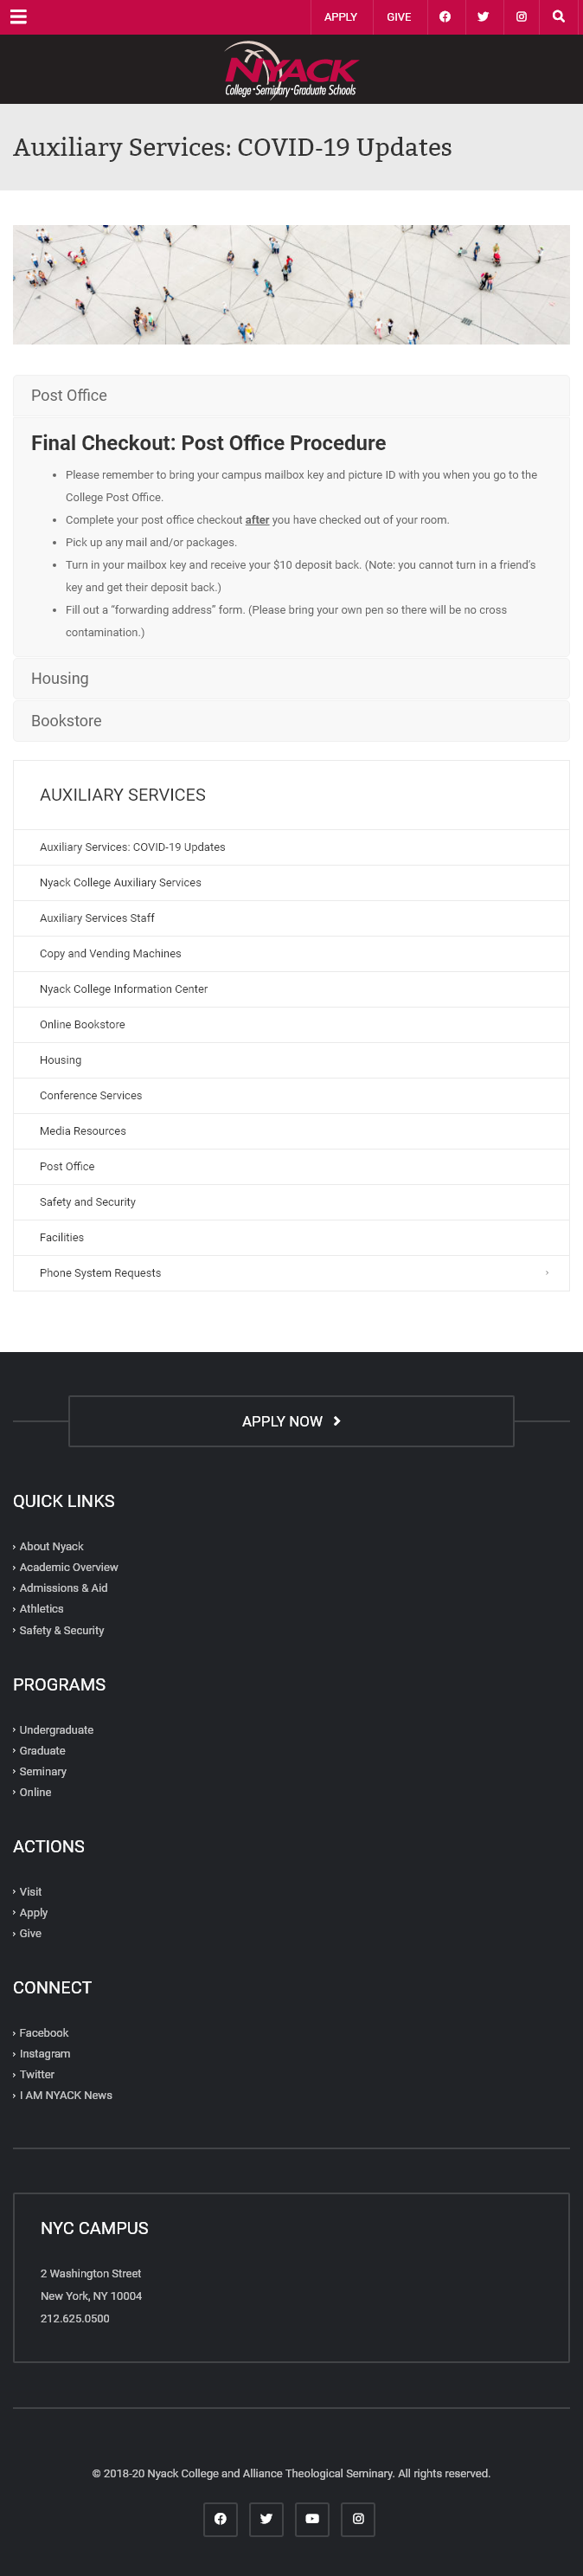 APPLY
GIVE
NYACK
College•Seminary•Graduate Schools
Auxiliary Services: COVID-19 Updates
Post Office
Final Checkout: Post Office Procedure
• Please remember to bring your campus mailbox key and picture ID with you when you go to the
College Post Office.
• Complete your post office checkout after you have checked out of your room.
• Pick up any mail and/or packages.
• Turn in your mailbox key and receive your $10 deposit back. (Note: you cannot turn in a friend's
key and get their deposit back.)
• Fill out a “forwarding address” form. (Please bring your own pen so there will be no cross
contamination.)
Housing
Bookstore
AUXILIARY SERVICES
Auxiliary Services: COVID-19 Updates
Nyack College Auxiliary Services
Auxiliary Services Staff
Copy and Vending Machines
Nyack College Information Center
Online Bookstore
Housing
Conference Services
Media Resources
Post Office
Safety and Security
Facilities
Phone System Requests
APPLY NOW
QUICK LINKS
About Nyack
Academic Overview
Admissions & Aid
Athletics
Safety & Security
PROGRAMS
Undergraduate
Graduate
Seminary
Online
ACTIONS
Visit
Apply
Give
CONNECT
Facebook
Instagram
Twitter
I AM NYACK News
NYC CAMPUS
2 Washington Street
New York, NY 10004
212.625.0500
© 2018-20 Nyack College and Alliance Theological Seminary. All rights reserved.